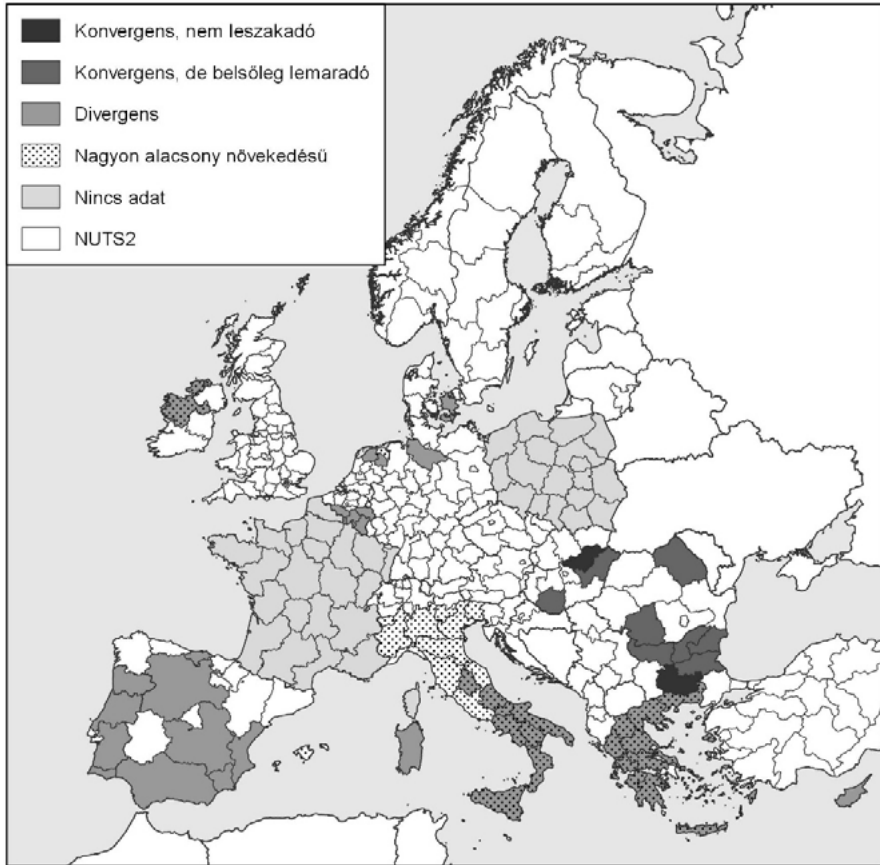 Konvergens, nem leszakadó
Konvergens, de belsőleg lemaradó
Divergens
Nagyon alacsony növekedésű
Nincs adat
NUTS2